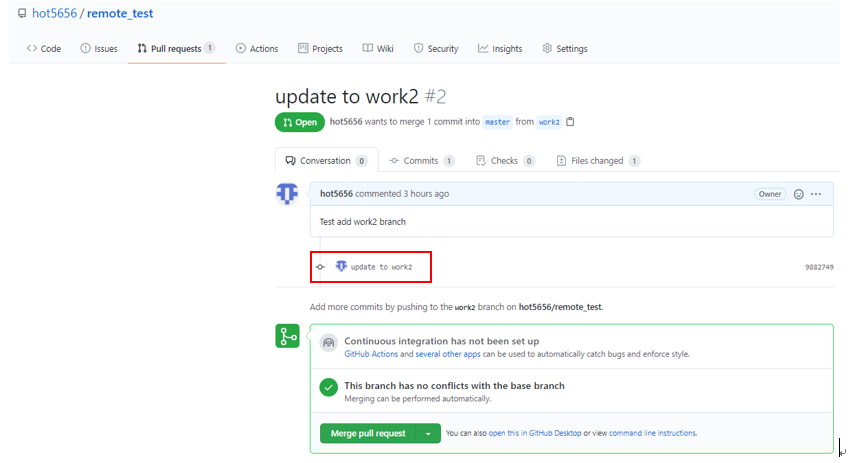 hot5656 / remote_test
Code Issues Pull requests 1 Actions Projects Wiki Security Insights Settings
update to work2 #2
Open hot5656 wants to merge 1 commit into master from work2
Conversation 0 Commits 1 Checks 0 Files changed 1
hot5656 commented 3 hours ago Owner
Test add work2 branch
update to work2 9882749
Add more commits by pushing to the work2 branch on hot5656/remote_test.
Continuous integration has not been set up
GitHub Actions and several other apps can be used to automatically catch bugs and enforce style.
This branch has no conflicts with the base branch
Merging can be performed automatically.
Merge pull request You can also open this in GitHub Desktop or view command line instructions.